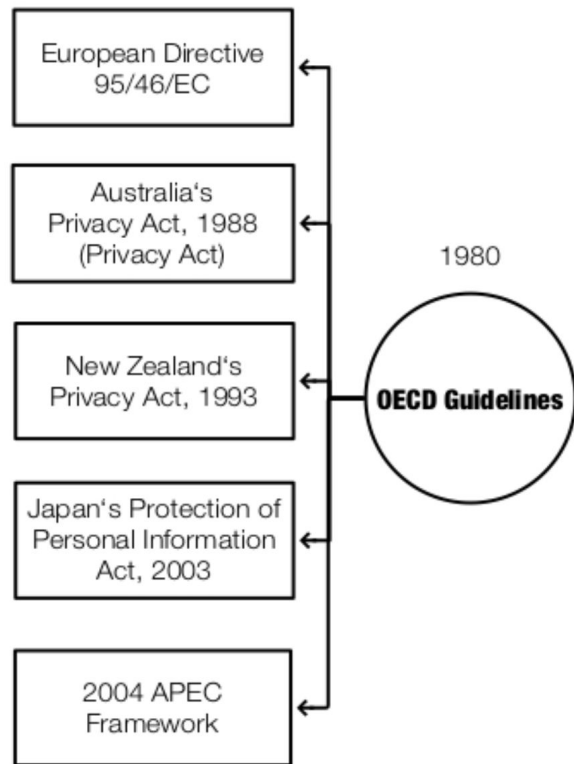 European Directive
95/46/EC
Australia‘s
Privacy Act, 1988
(Privacy Act)
1980
New Zealand‘s
Privacy Act, 1993
OECD Guidelines
Japan‘s Protection of
Personal Information
Act, 2003
2004 APEC
Framework